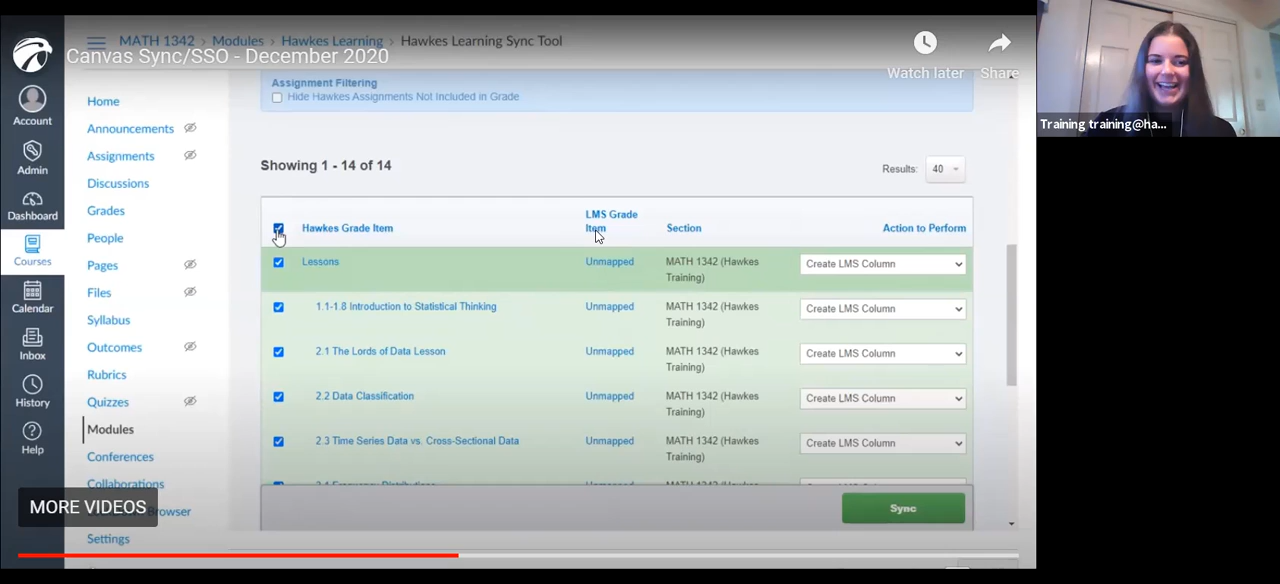 MATH 1342 > Modules > Hawkes Learning > Hawkes Learning Sync Tool
Canvas Sync/SSO - December 2020
Watch later
Share
Training training@ha...
Account
Admin
Dashboard
Courses
Calendar
Inbox
History
Help
Home
Announcements
Assignments
Discussions
Grades
People
Pages
Files
Syllabus
Outcomes
Rubrics
Quizzes
Modules
Conferences
Collaborations
Browser
Settings
MORE VIDEOS
Assignment Filtering
Hide Hawkes Assignments Not Included in Grade
Showing 1 - 14 of 14
Results: 40
Hawkes Grade Item
LMS Grade
Item
Section
Action to Perform
Lessons
Unmapped
MATH 1342 (Hawkes
Training)
Create LMS Column
1.1-1.8 Introduction to Statistical Thinking
Unmapped
MATH 1342 (Hawkes
Training)
Create LMS Column
2.1 The Lords of Data Lesson
Unmapped
MATH 1342 (Hawkes
Training)
Create LMS Column
2.2 Data Classification
Unmapped
MATH 1342 (Hawkes
Training)
Create LMS Column
2.3 Time Series Data vs. Cross-Sectional Data
Unmapped
MATH 1342 (Hawkes
Training)
Create LMS Column
Sync